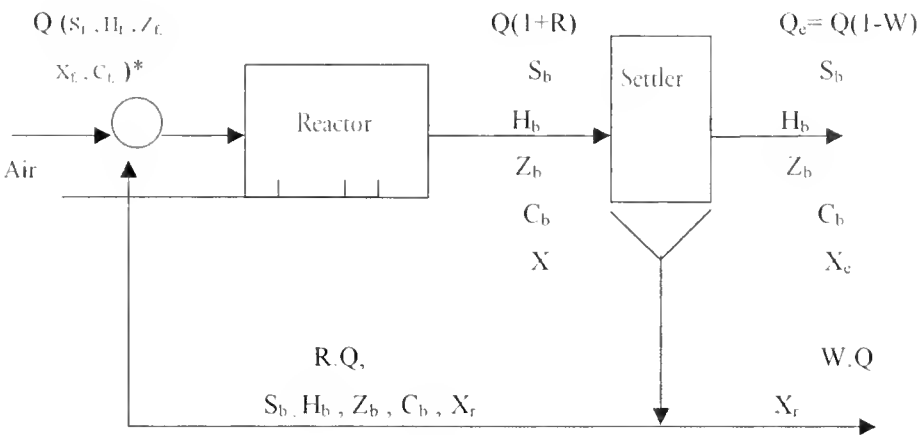 Q (S_f, H_f, Z_f,
X_f, C_f, )*
Air
Reactor
Q(1+R)
S_b
H_b
Z_b
C_b
X
Settler
Q_e= Q(1-W)
S_b
H_b
Z_b
C_b
X_e
R.Q,
S_b, H_b , Z_b , C_b , X_r
W.Q
X_r